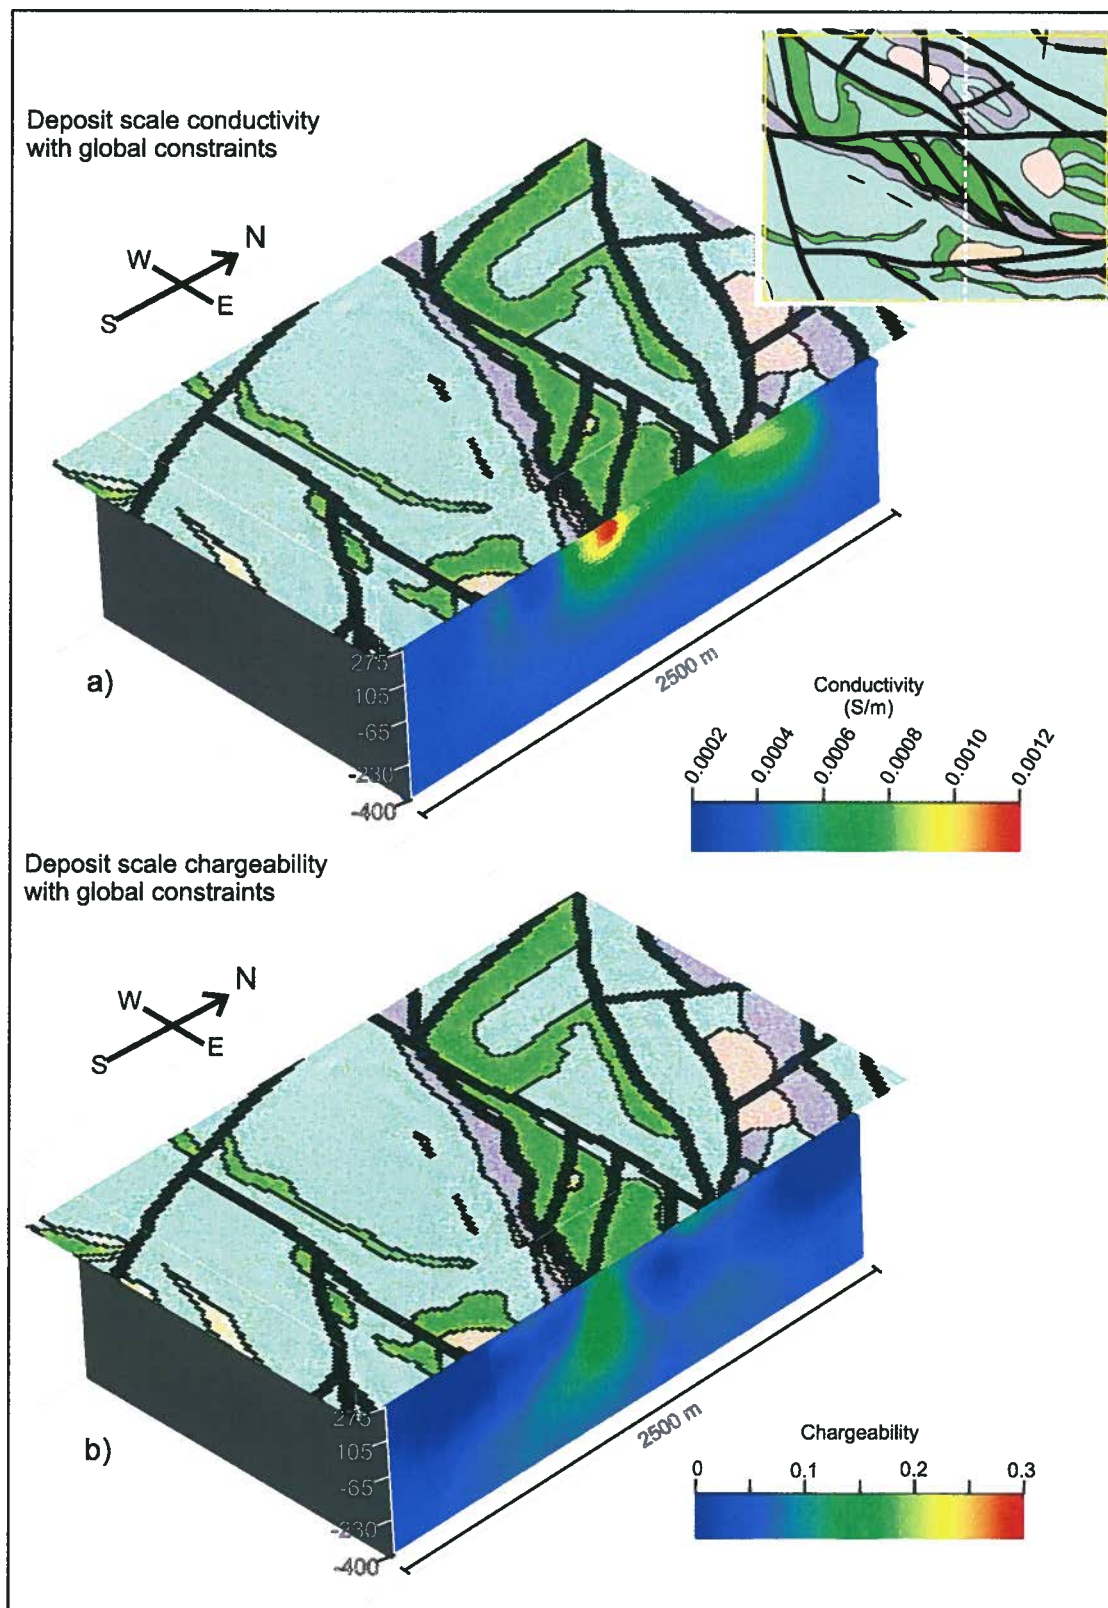 Deposit scale conductivity
with global constraints
N
W
E
S
275
105
-65
-230
-400
2500 m
a)
Conductivity
(S/m)
0.0002
0.0004
0.0006
0.0008
0.0010
0.0012
Deposit scale chargeability
with global constraints
N
W
E
S
275
105
-65
-230
-400
2500 m
b)
Chargeability
0
0.1
0.2
0.3